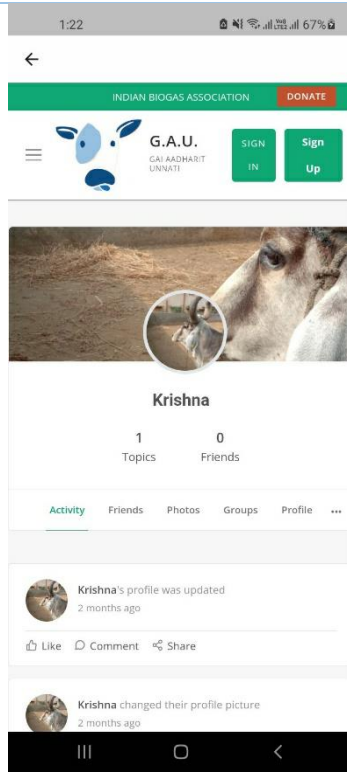 1:22
67%
INDIAN BIOGAS ASSOCIATION DONATE
G.A.U.
GAI AADHARIT
UNNATI
SIGN
IN
Sign
Up
Krishna
1 0
Topics Friends
Activity Friends Photos Groups Profile ...
Krishna's profile was updated
2 months ago
Like Comment Share
Krishna changed their profile picture
2 months ago